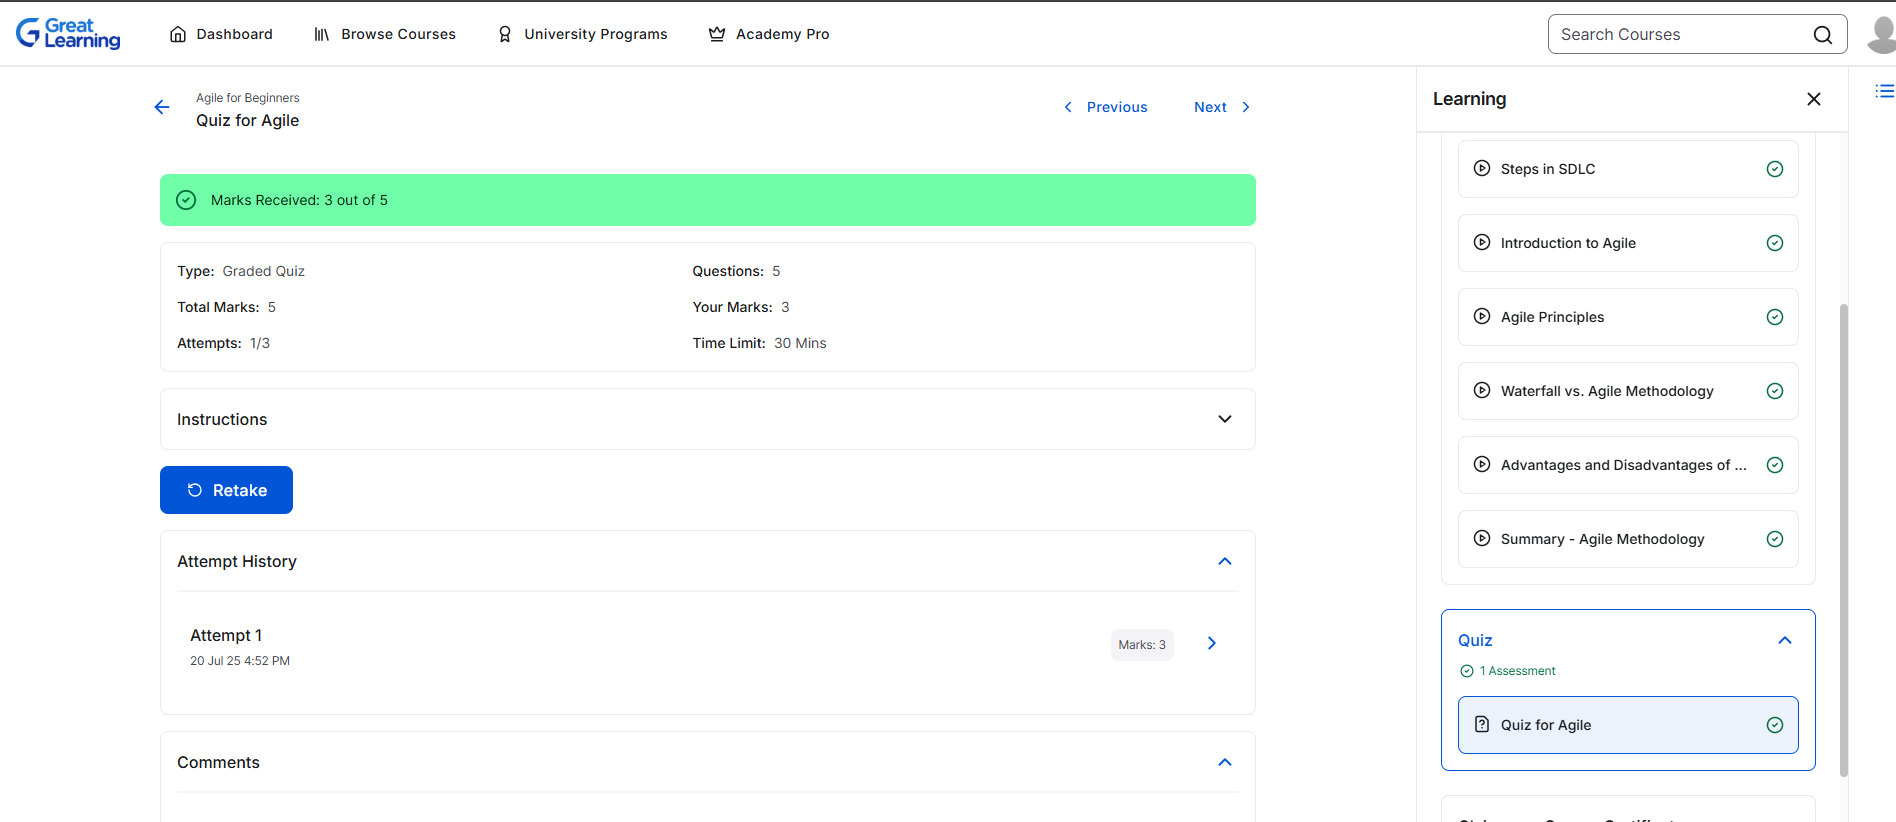 Great Learning
Dashboard
Browse Courses
University Programs
Academy Pro
Search Courses
Agile for Beginners
Quiz for Agile
Previous
Next
Marks Received: 3 out of 5
Type: Graded Quiz
Questions: 5
Total Marks: 5
Your Marks: 3
Attempts: 1/3
Time Limit: 30 Mins
Instructions
Retake
Attempt History
Attempt 1
20 Jul 25 4:52 PM
Marks: 3
Comments
Learning
Steps in SDLC
Introduction to Agile
Agile Principles
Waterfall vs. Agile Methodology
Advantages and Disadvantages of ...
Summary - Agile Methodology
Quiz
1 Assessment
Quiz for Agile